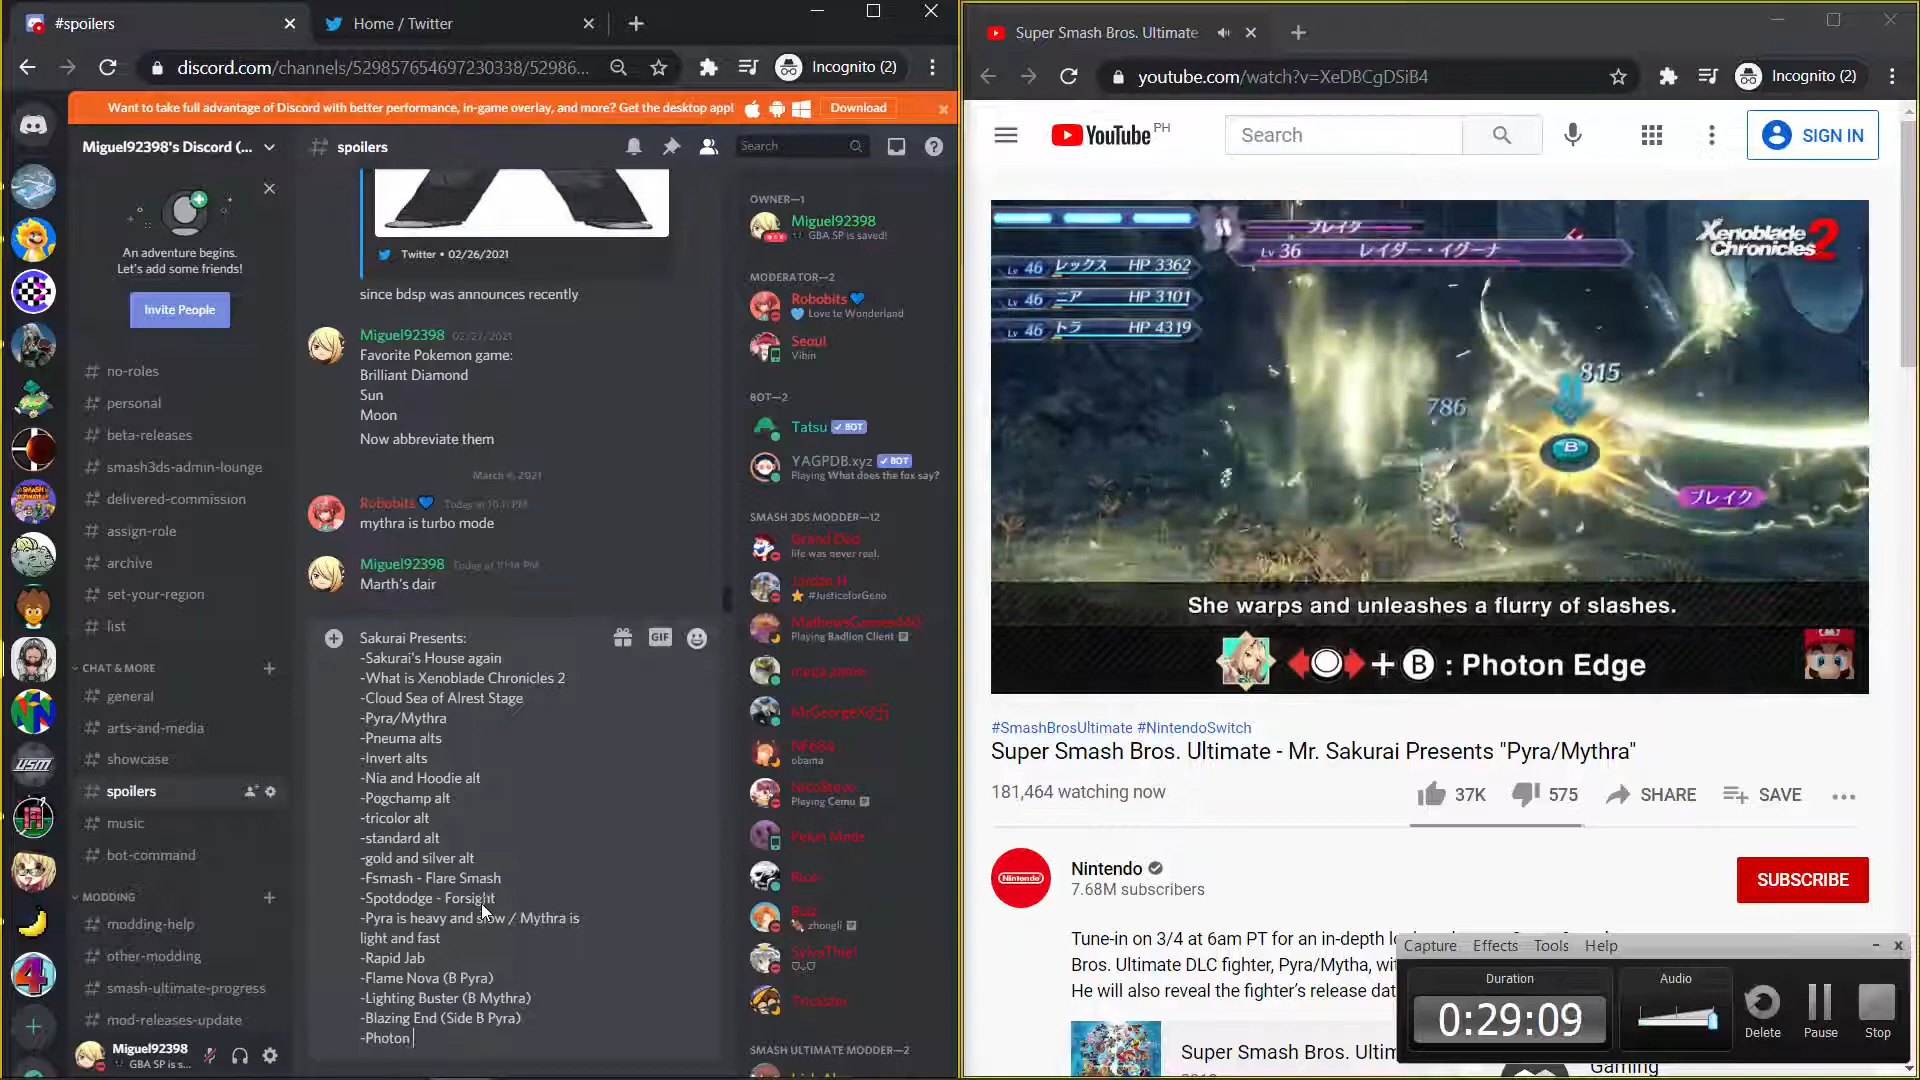 #spoilers
Home / Twitter
discord.com/channels/529857654697230338/52986...
Incognito (2)
Want to take full advantage of Discord with better performance, in-game overlay, and more? Get the desktop app!
Download
Miguel92398's Discord (...
An adventure begins.
Let's add some friends!
Invite People
# no-roles
# personal
# beta-releases
# smash3ds-admin-lounge
# delivered-commission
# assign-role
# archive
# set-your-region
# list
CHAT & MORE
# general
# arts-and-media
# showcase
# spoilers
# music
# bot-command
MODDING
# modding-help
# other-modding
# smash-ultimate-progress
# mod-releases-update
Miguel92398
GBA SP is s...
# spoilers
Search
Twitter • 02/26/2021
since bdsp was announces recently
Miguel92398 02/27/2021
Favorite Pokemon game:
Brilliant Diamond
Sun
Moon
Now abbreviate them
March 4, 2021
Robobits
mythra is turbo mode
Miguel92398
Marth's dair
Sakurai Presents:
GIF
-Sakurai's House again
-What is Xenoblade Chronicles 2
-Cloud Sea of Alrest Stage
-Pyra/Mythra
-Pneuma alts
-Invert alts
-Nia and Hoodie alt
-Pogchamp alt
-tricolor alt
-standard alt
-gold and silver alt
-Fsmash - Flare Smash
-Spotdodge - Forsight
-Pyra is heavy and slow / Mythra is
light and fast
-Rapid Jab
-Flame Nova (B Pyra)
-Lighting Buster (B Mythra)
-Blazing End (Side B Pyra)
-Photon
OWNER—1
Miguel92398
GBA SP is saved!
MODERATOR—2
Robobits
Love to Wonderland
Seoul
Vibin
BOT—2
Tatsu ✓ BOT
YAGPDB.xyz ✓ BOT
Playing What does the fox say?
SMASH 3DS MODDER—12
Grand Dad
life was never real.
#JusticeforGeno
Playing Badlion Client
NF684
obama
NicoStove
Playing Cemu
Pelun Mods
Rico
zhongli
SylvaThief
Trickster
SMASH ULTIMATE MODDER—2
Super Smash Bros. Ultimate
youtube.com/watch?v=XeDBCgDSiB4
Incognito (2)
YouTube PH
Search
SIGN IN
ブレイク
Lv 36 レイダー・イグーナ
Lv 46 レックス HP 3362
Lv 46 ニア HP 3101
Lv 46 トラ HP 4319
Xenoblade
Chronicles 2
815
786
B
ブレイク
She warps and unleashes a flurry of slashes.
+ B : Photon Edge
#SmashBrosUltimate #NintendoSwitch
Super Smash Bros. Ultimate - Mr. Sakurai Presents "Pyra/Mythra"
181,464 watching now
37K
575
SHARE
SAVE
Nintendo
Nintendo
7.68M subscribers
SUBSCRIBE
Tune-in on 3/4 at 6am PT for an in-depth lo
Bros. Ultimate DLC fighter, Pyra/Mytha, wit
He will also reveal the fighter's release dat
Super Smash Bros. Ultim
Gaming
Capture Effects Tools Help
Duration
0:29:09
Audio
Delete
Pause
Stop